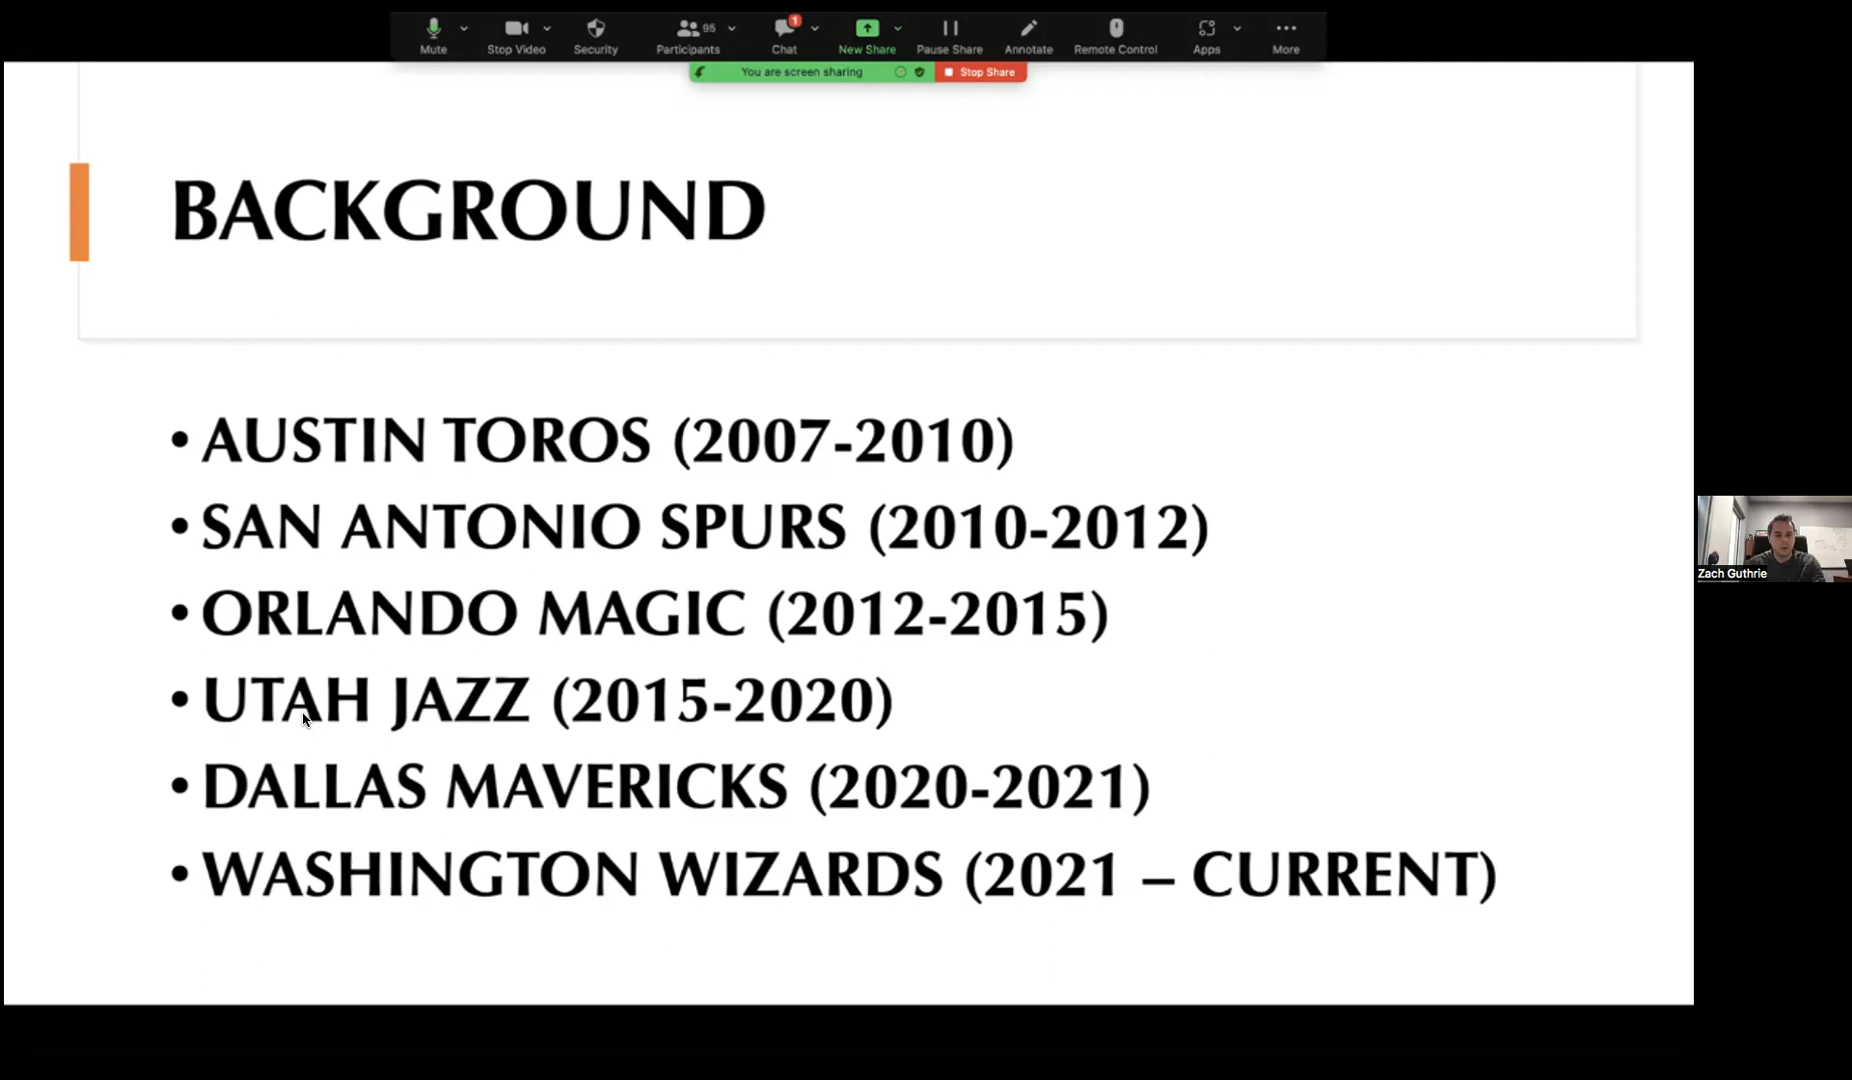 Mute
Stop Video
Security
95
Participants
1
Chat
New Share
Pause Share
Annotate
Remote Control
Apps
More
You are screen sharing
Stop Share
BACKGROUND
• AUSTIN TOROS (2007-2010)
• SAN ANTONIO SPURS (2010-2012)
• ORLANDO MAGIC (2012-2015)
• UTAH JAZZ (2015-2020)
• DALLAS MAVERICKS (2020-2021)
• WASHINGTON WIZARDS (2021 – CURRENT)
Zach Guthrie